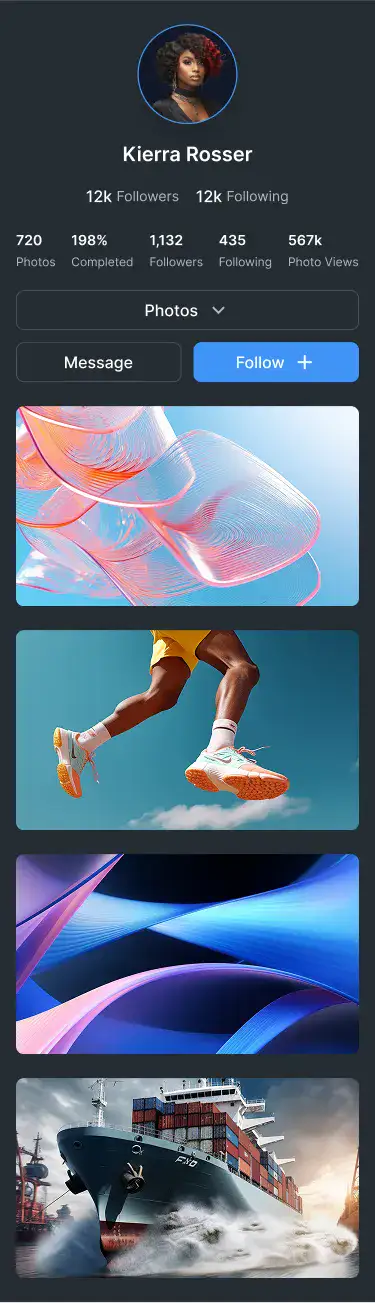 Kierra Rosser
12k Followers 12k Following
720 198% 1,132 435 567k
Photos Completed Followers Following Photo Views
Photos
Message Follow